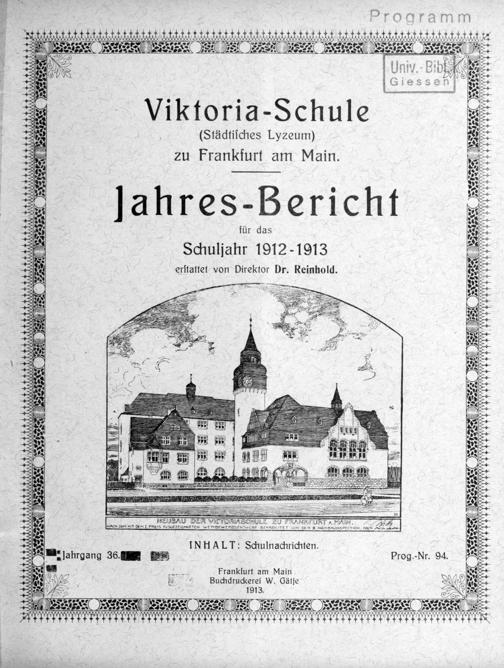 Programm
Univ.-Bibl.
Giessen
Viktoria-Schule
(Städtiſches Lyzeum)
zu Frankfurt am Main.
Jahres-Bericht
für das
Schuljahr 1912-1913
erſtattet von Direktor Dr. Reinhold.
NEUBAU DER VICTORIASCHULE ZU FRANKFURT A. MAIN.
INHALT: Schulnachrichten.
Jahrgang 36.
Prog.-Nr. 94.
Frankfurt am Main
Buchdruckerei W. Gätje
1913.